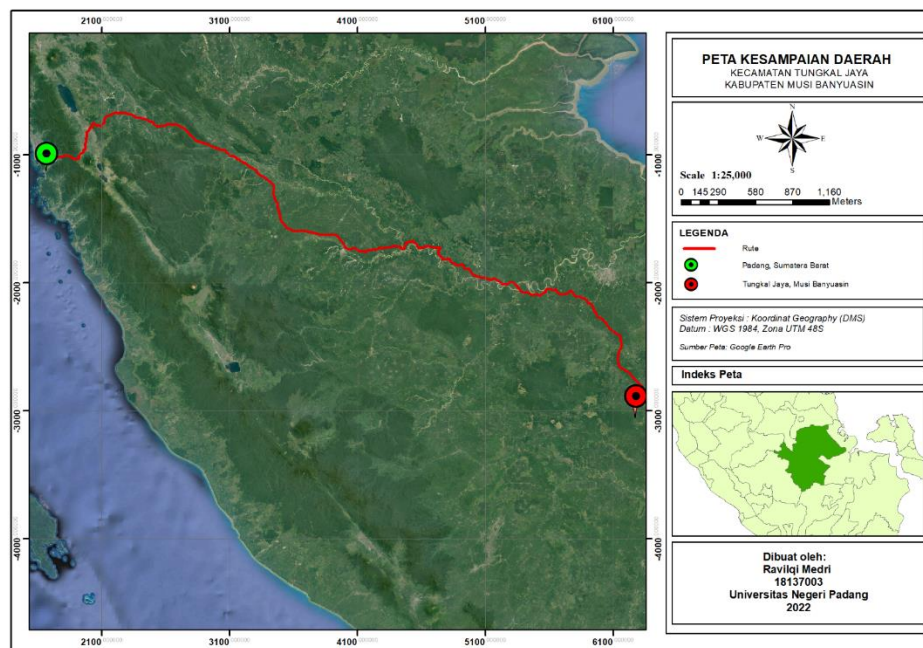 PETA KESAMPAIAN DAERAH
KECAMATAN TUNGKAL JAYA
KABUPATEN MUSI BANYUASIN
N
W E
S
Scale 1:25,000
0 145 290 580 870 1,160
Meters
LEGENDA
Rute
Padang, Sumatera Barat
Tungkal Jaya, Musi Banyuasin
Sistem Proyeksi : Koordinat Geography (DMS)
Datum : WGS 1984, Zona UTM 48S
Sumber Peta: Google Earth Pro
Indeks Peta
Dibuat oleh:
Ravilqi Medri
18137003
Universitas Negeri Padang
2022
2100 3100 4100 5100 6100
-1000 -1000
-2000 -2000
-3000 -3000
-4000 -4000
2100 3100 4100 5100 6100